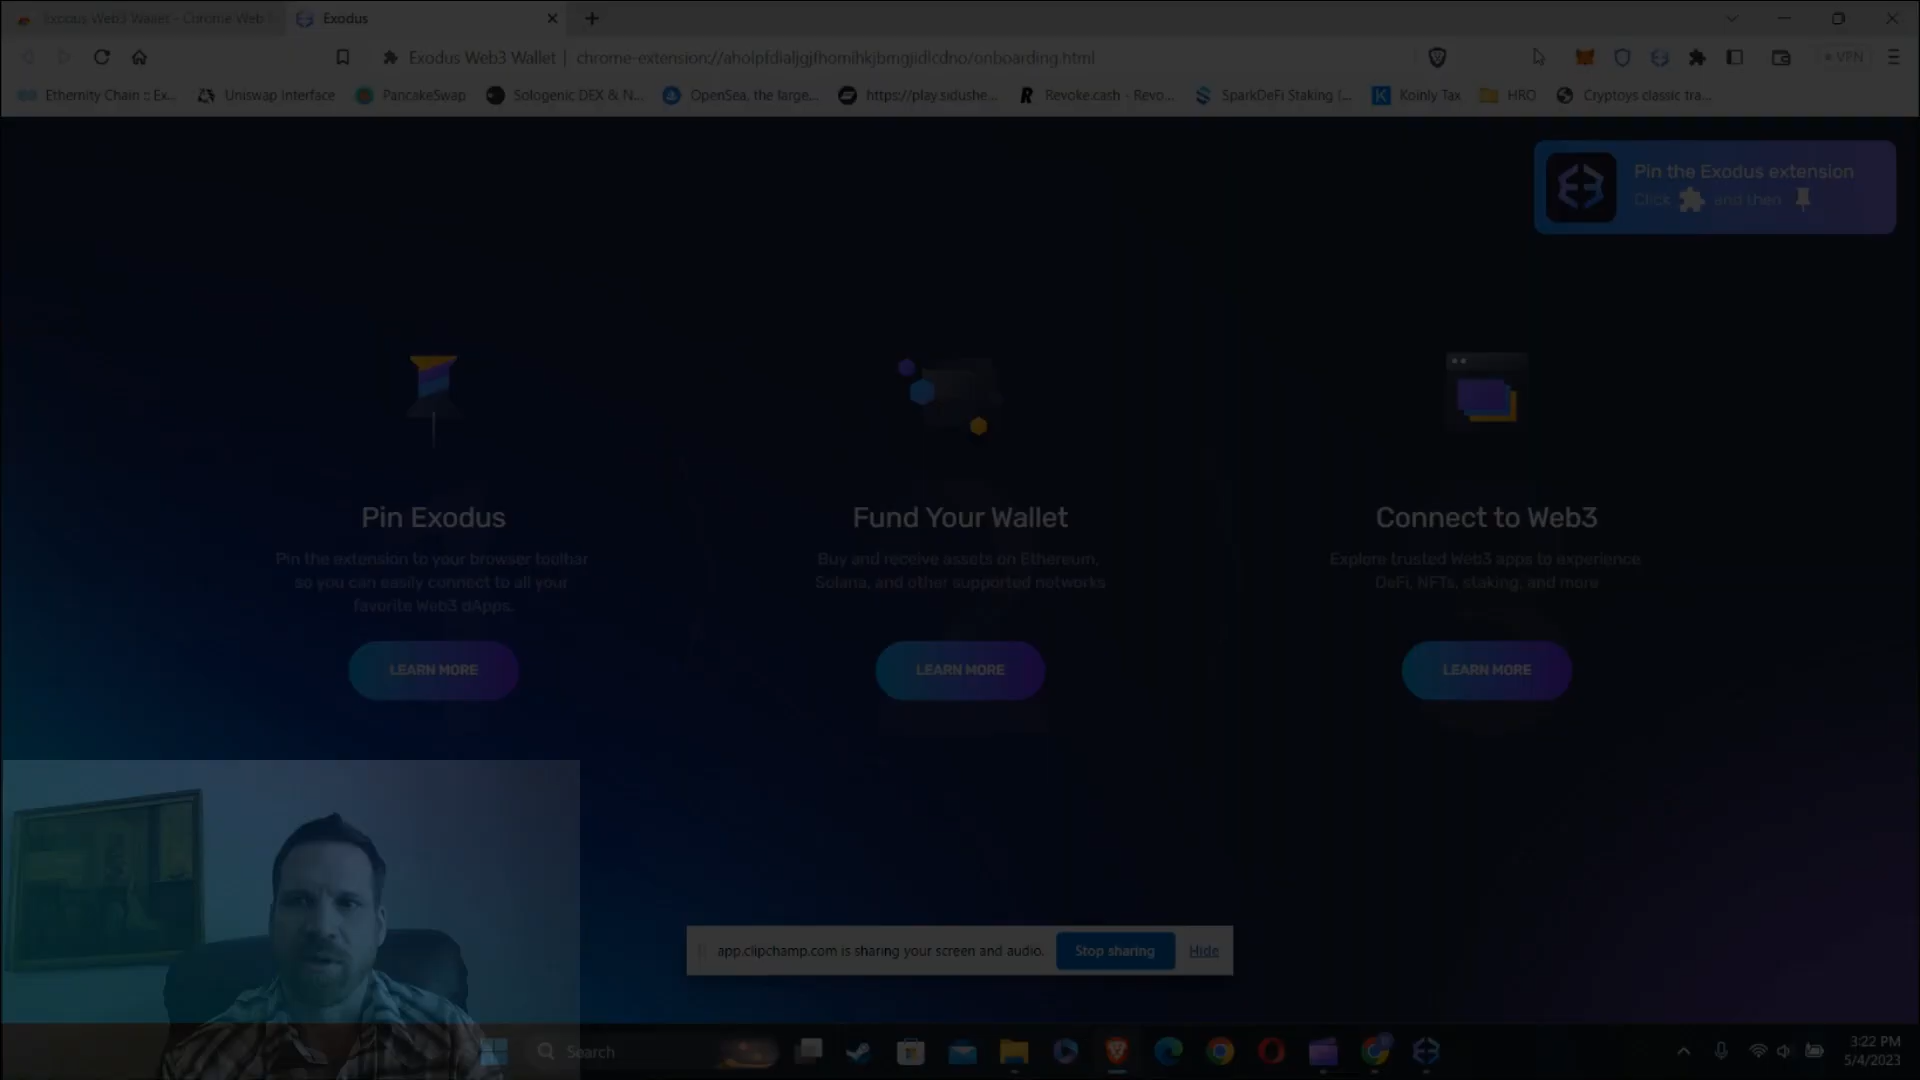 Exodus Web3 Wallet - Chrome Web
Exodus
Exodus Web3 Wallet | chrome-extension://aholpfdialjgjfhomihkjbmgjidlcdno/onboarding.html
VPN
Ethernity Chain :: Ex...
Uniswap Interface
PancakeSwap
Sologenic DEX & N...
OpenSea, the large...
https://play.sidushe...
Revoke.cash - Revo...
SparkDeFi Staking (...
Koinly Tax
HRO
Cryptoys classic tra...
Pin the Exodus extension
Click and then
Pin Exodus
Pin the extension to your browser toolbar
so you can easily connect to all your
favorite Web3 dApps.
LEARN MORE
Fund Your Wallet
Buy and receive assets on Ethereum,
Solana, and other supported networks
LEARN MORE
Connect to Web3
Explore trusted Web3 apps to experience
DeFi, NFTs, staking, and more
LEARN MORE
app.clipchamp.com is sharing your screen and audio.
Stop sharing
Hide
Search
3:22 PM
5/4/2023